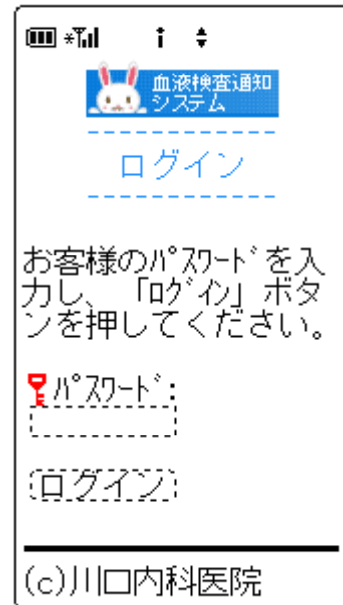 血液検査通知
システム
ログイン
お客様のﾊﾟｽﾜｰﾄﾞを入
力し、「ﾛｸﾞｲﾝ」ボタ
ンを押してください。
ﾊﾟｽﾜｰﾄﾞ:
ログイン
(c)川口内科医院